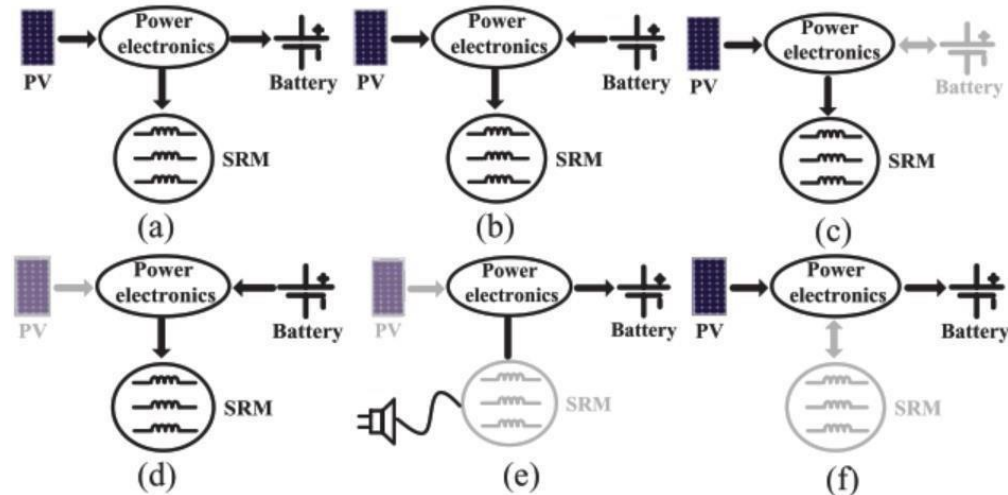 Power
electronics
PV
Battery
SRM
(a)
Power
electronics
PV
Battery
SRM
(b)
Power
electronics
PV
Battery
SRM
(c)
Power
electronics
PV
Battery
SRM
(d)
Power
electronics
PV
Battery
SRM
(e)
Power
electronics
PV
Battery
SRM
(f)